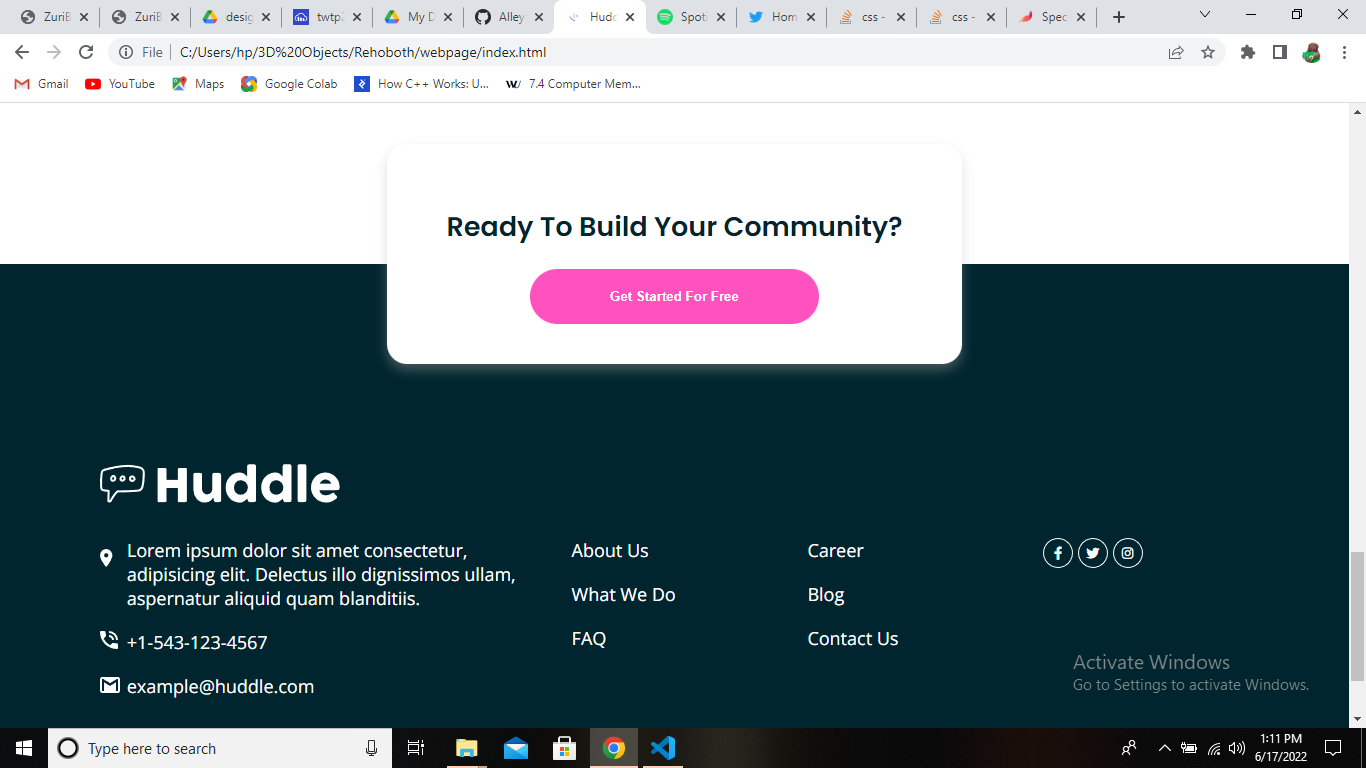 ZuriB
ZuriB
desig
twtp
My D
Alley
Hudd
Spoti
Hom
css -
css -
Spec
File
C:/Users/hp/3D%20Objects/Rehoboth/webpage/index.html
Gmail
YouTube
Maps
Google Colab
How C++ Works: U...
7.4 Computer Mem...
Ready To Build Your Community?
Get Started For Free
Huddle
Lorem ipsum dolor sit amet consectetur,
adipisicing elit. Delectus illo dignissimos ullam,
aspernatur aliquid quam blanditiis.
+1-543-123-4567
example@huddle.com
About Us
What We Do
FAQ
Career
Blog
Contact Us
Activate Windows
Go to Settings to activate Windows.
Type here to search
1:11 PM
6/17/2022